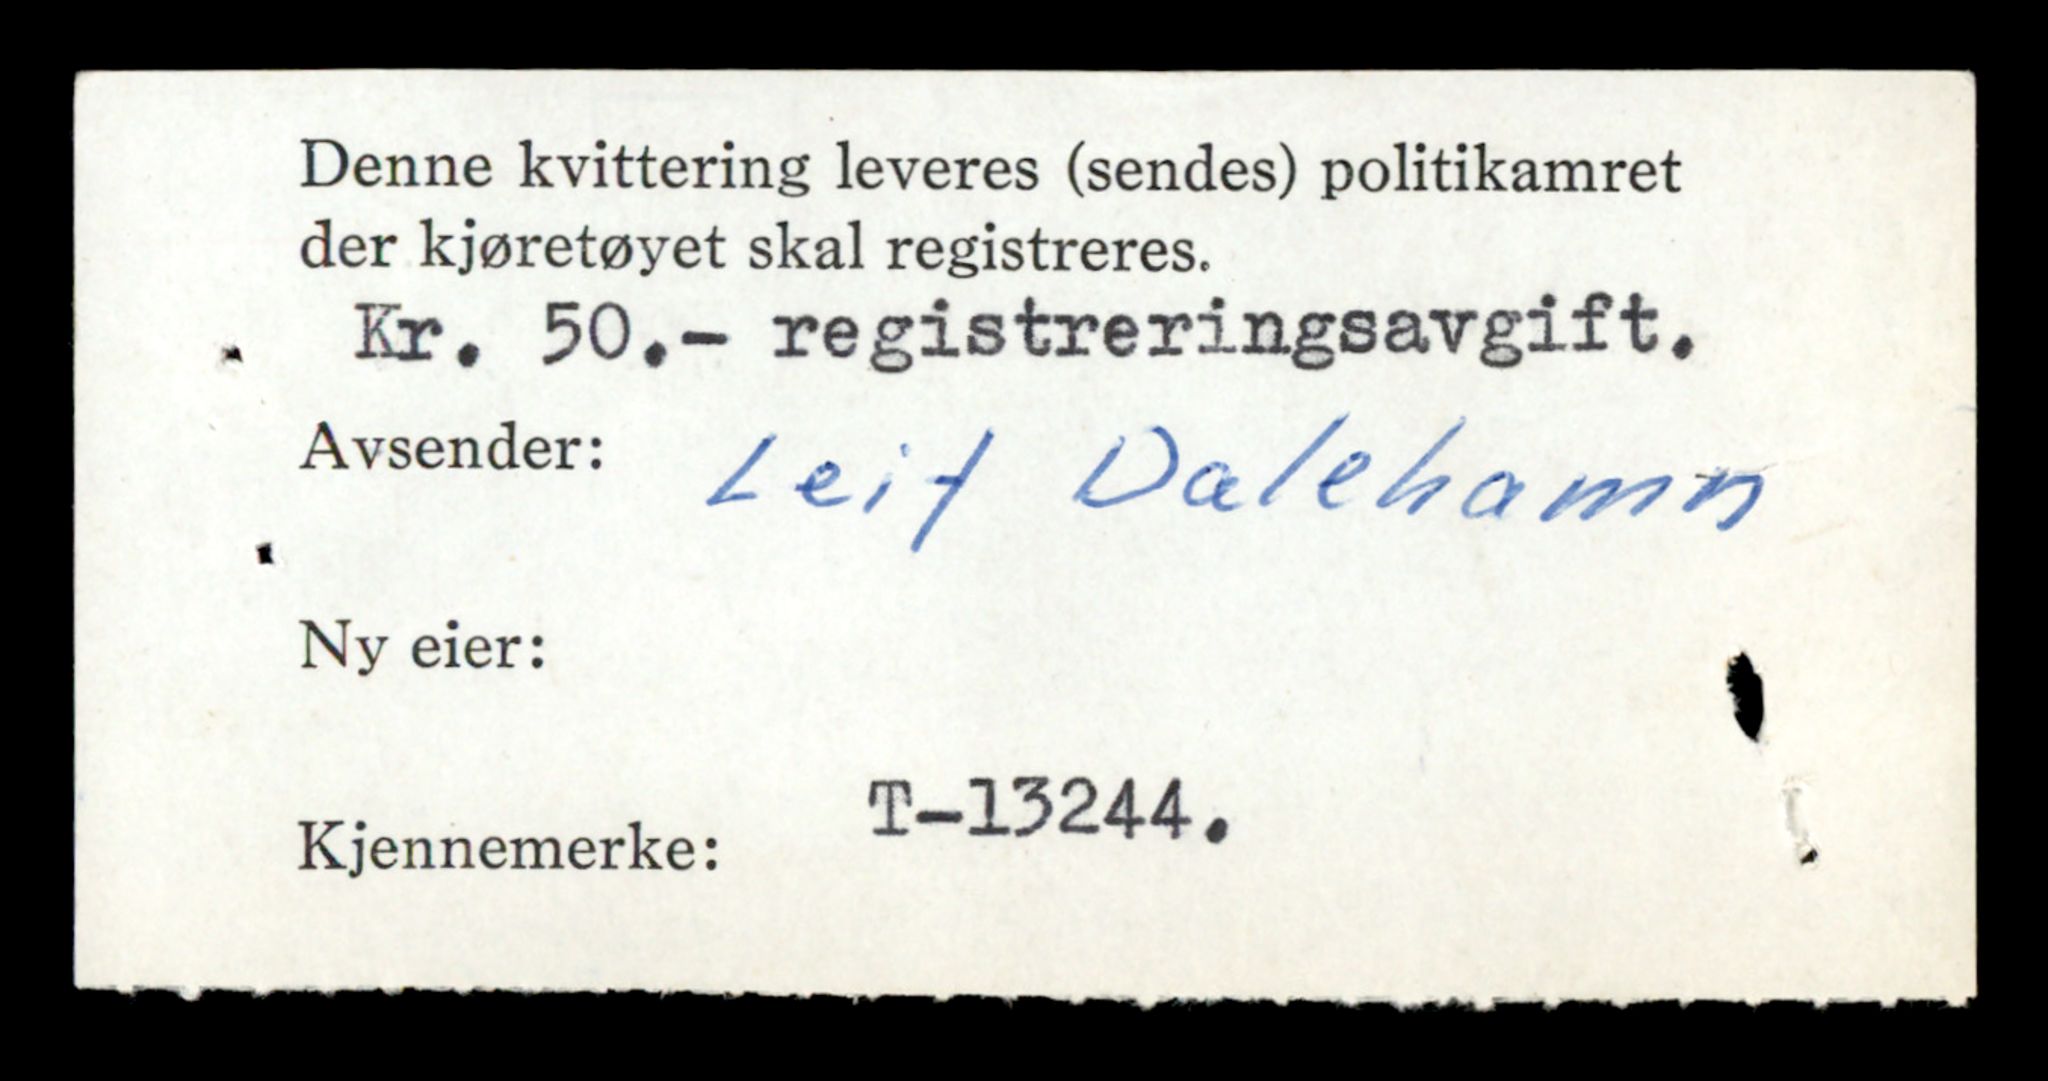 Denne kvittering leveres (sendes) politikamret
der kjøretøyet skal registreres.
Kr. 50.- registreringsavgift.
Avsender: Leif Dalehamn
Ny eier:
Kjennemerke: T-13244.